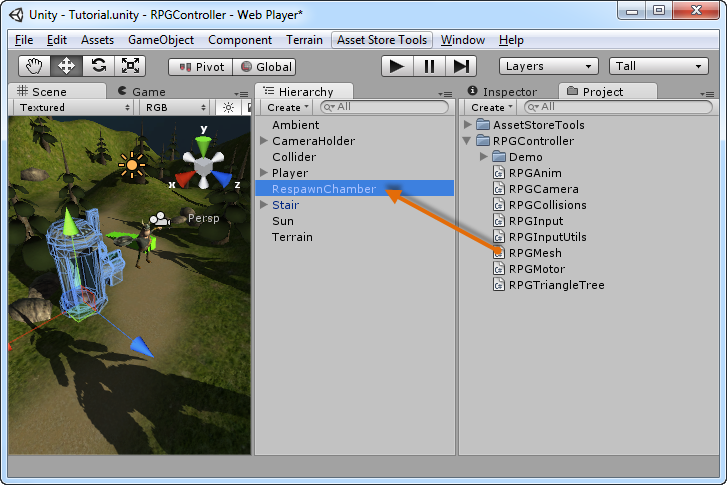 Unity - Tutorial.unity - RPGController - Web Player*
File Edit Assets GameObject Component Terrain Asset Store Tools Window Help
Pivot Global Layers Tall
Scene Game
Textured RGB
y
x z
Persp
Hierarchy
Create All
Ambient
CameraHolder
Collider
Player
RespawnChamber
Stair
Sun
Terrain
Inspector Project
Create All
AssetStoreTools
RPGController
Demo
C# RPGAnim
C# RPGCamera
C# RPGCollisions
C# RPGInput
C# RPGInputUtils
C# RPGMesh
C# RPGMotor
C# RPGTriangleTree